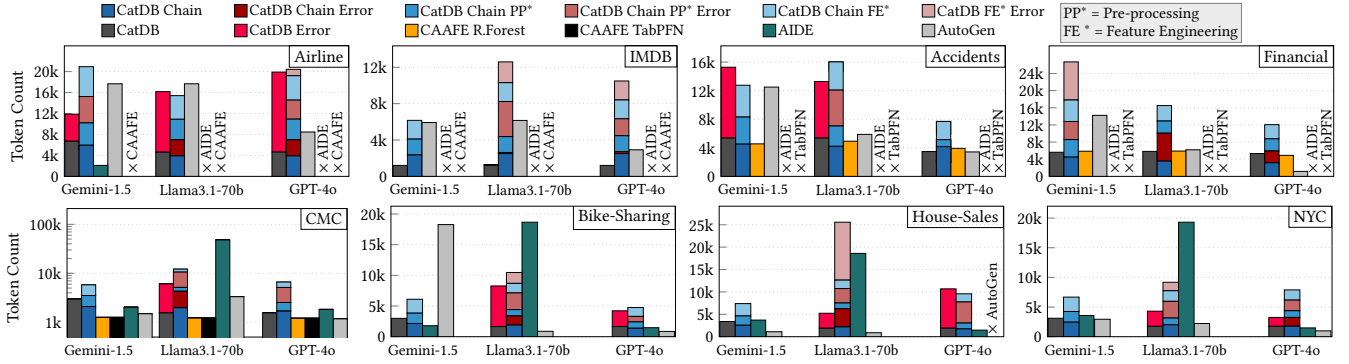 CatDB Chain CatDB Chain Error CatDB Chain PP* CatDB Chain PP* Error CatDB Chain FE* CatDB FE* Error
CatDB CatDB Error CAAFE R.Forest CAAFE TabPFN AIDE AutoGen
PP* = Pre-processing
FE * = Feature Engineering
Token Count
20k
16k
12k
8k
4k
0
Airline
× CAAFE
× AIDE
× CAAFE
× AIDE
× CAAFE
Gemini-1.5 Llama3.1-70b GPT-4o
12k
8k
4k
0
IMDB
× AIDE
× CAAFE
× AIDE
× CAAFE
× AIDE
× CAAFE
Gemini-1.5 Llama3.1-70b GPT-4o
16k
12k
8k
4k
0
Accidents
× AIDE
× TabPFN
× AIDE
× TabPFN
× AIDE
× TabPFN
Gemini-1.5 Llama3.1-70b GPT-4o
24k
20k
16k
12k
8k
4k
0
Financial
× AIDE
× TabPFN
× AIDE
× TabPFN
× AIDE
× TabPFN
Gemini-1.5 Llama3.1-70b GPT-4o
Token Count
100k
10k
1k
CMC
Gemini-1.5 Llama3.1-70b GPT-4o
20k
15k
10k
5k
0
Bike-Sharing
Gemini-1.5 Llama3.1-70b GPT-4o
25k
20k
15k
10k
5k
0
House-Sales
× AutoGen
Gemini-1.5 Llama3.1-70b GPT-4o
20k
15k
10k
5k
0
NYC
Gemini-1.5 Llama3.1-70b GPT-4o